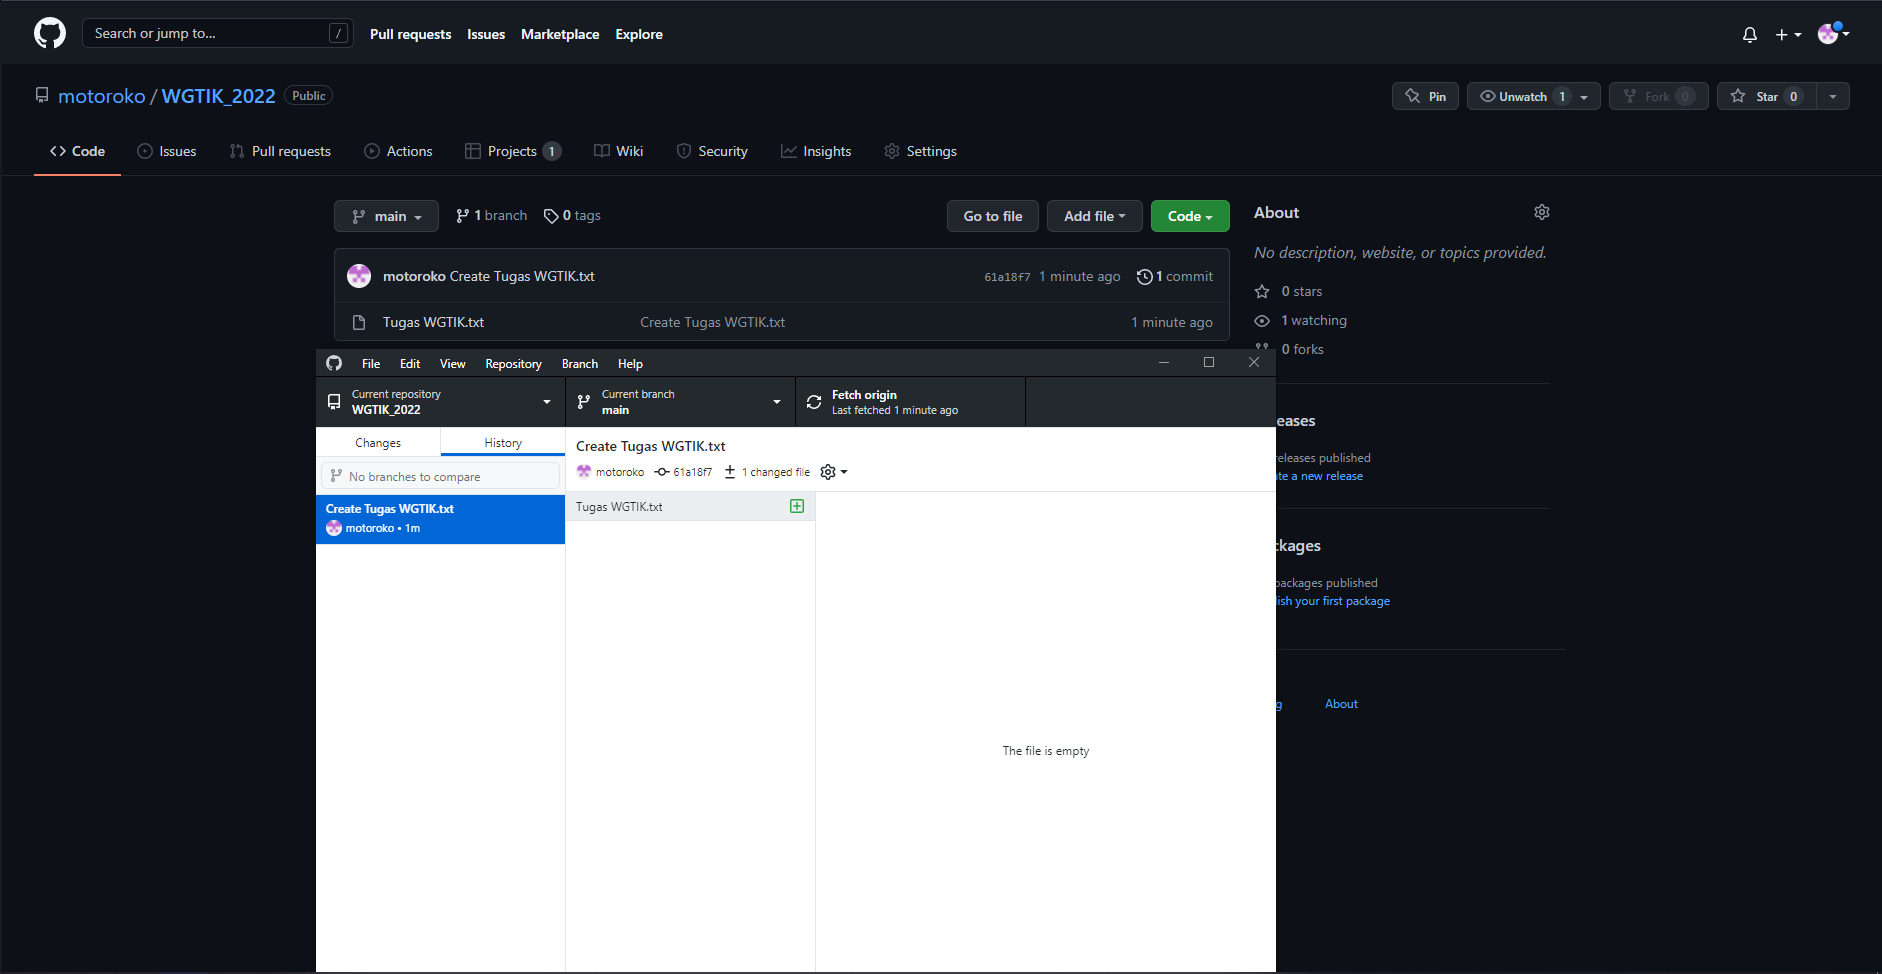 Search or jump to... /
Pull requests Issues Marketplace Explore
motoroko / WGTIK_2022 Public
Pin Unwatch 1 Fork 0 Star 0
Code Issues Pull requests Actions Projects 1 Wiki Security Insights Settings
main 1 branch 0 tags Go to file Add file Code
motoroko Create Tugas WGTIK.txt 61a18f7 1 minute ago 1 commit
Tugas WGTIK.txt Create Tugas WGTIK.txt 1 minute ago
About
No description, website, or topics provided.
0 stars
1 watching
0 forks
eleases
releases published
te a new release
ckages
packages published
lish your first package
g About
File Edit View Repository Branch Help
Current repository
WGTIK_2022
Current branch
main
Fetch origin
Last fetched 1 minute ago
Changes History
No branches to compare
Create Tugas WGTIK.txt
motoroko • 1m
Create Tugas WGTIK.txt
motoroko 61a18f7 1 changed file
Tugas WGTIK.txt
The file is empty